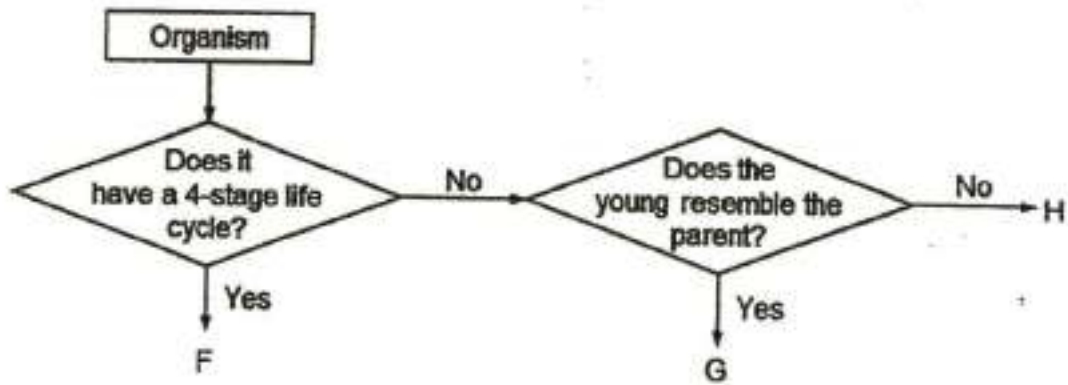 Organism
Does it
have a 4-stage life
cycle?
No
Does the
young resemble the
parent?
No
H
Yes
F
Yes
G